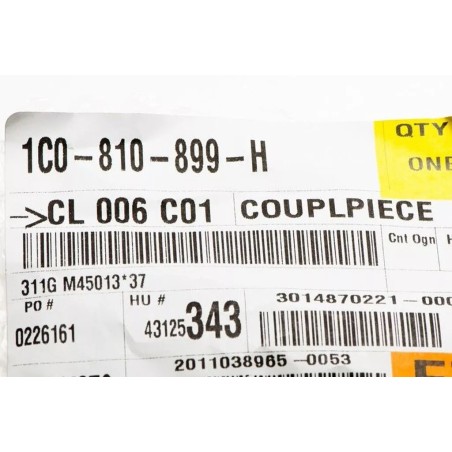 1C0-810-899-H
QTY
ONE
->CL 006 C01 COUPLPIECE
Cnt Ogn
311G M45013*37
PO #
HU #
3014870221-000
0226161
43125343
2011038965-0053